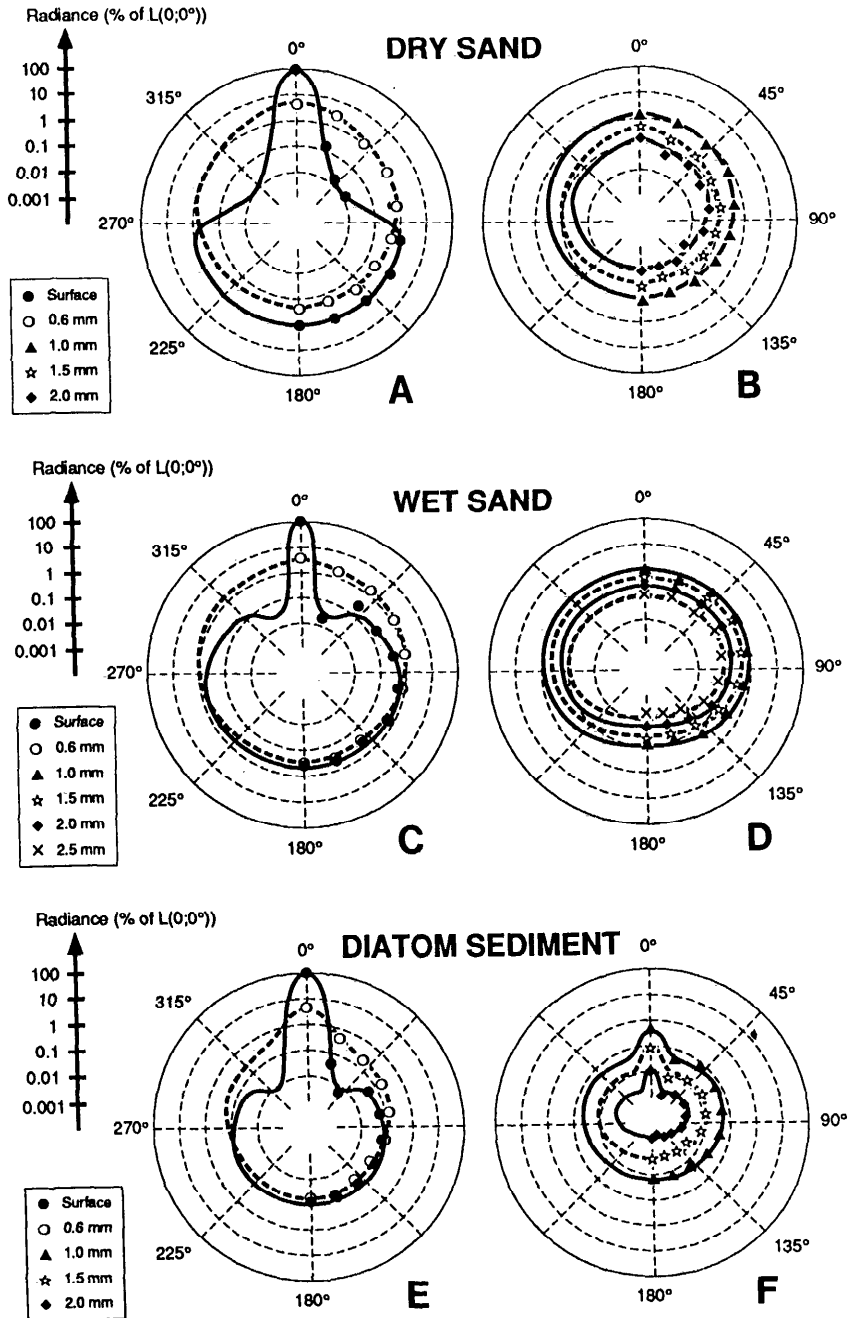 Radiance (% of L(0;0°))
DRY SAND
0°
0°
100
10
1
0.1
0.01
0.001
315°
45°
270°
90°
225°
135°
180°
180°
A
B
Surface
0.6 mm
1.0 mm
1.5 mm
2.0 mm
Radiance (% of L(0;0°))
WET SAND
0°
0°
100
10
1
0.1
0.01
0.001
315°
45°
270°
90°
225°
135°
180°
180°
C
D
Surface
0.6 mm
1.0 mm
1.5 mm
2.0 mm
2.5 mm
Radiance (% of L(0;0°))
DIATOM SEDIMENT
0°
0°
100
10
1
0.1
0.01
0.001
315°
45°
270°
90°
225°
135°
180°
180°
E
F
Surface
0.6 mm
1.0 mm
1.5 mm
2.0 mm